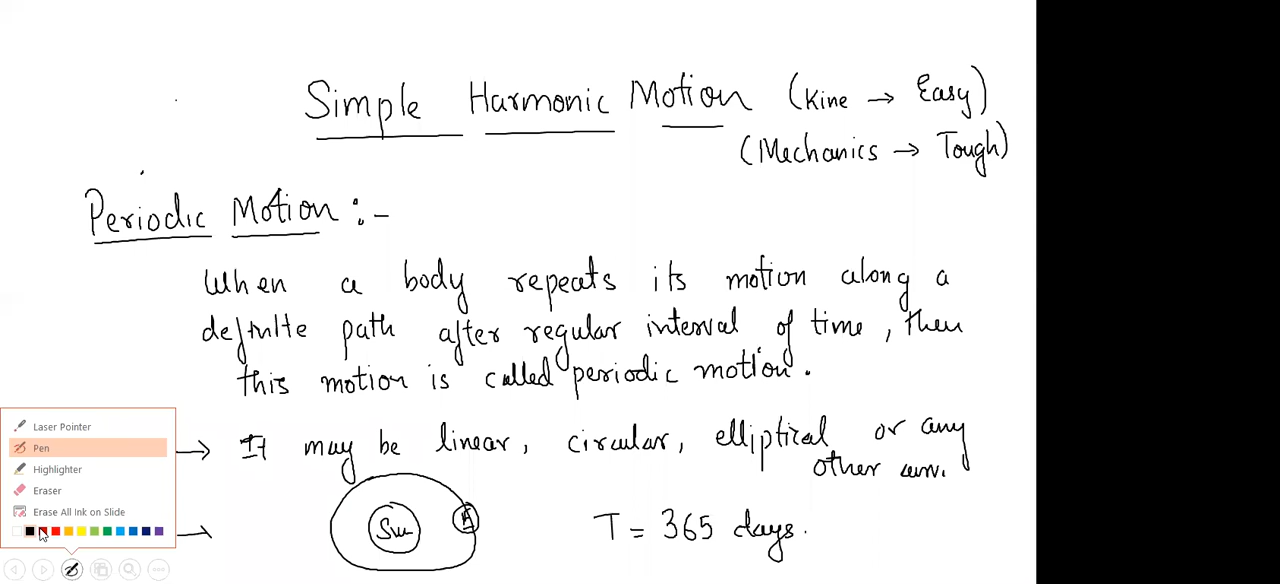 Simple Harmonic Motion (Kine → Easy)
(Mechanics → Tough)
Periodic Motion :-
When a body repeats its motion along a
definite path after regular interval of time, then
this motion is called periodic motion.
Laser Pointer
Pen
Highlighter
Eraser
Erase All Ink on Slide
→ It may be linear, circular, elliptical or any
other
→ Sun E T = 365 days.